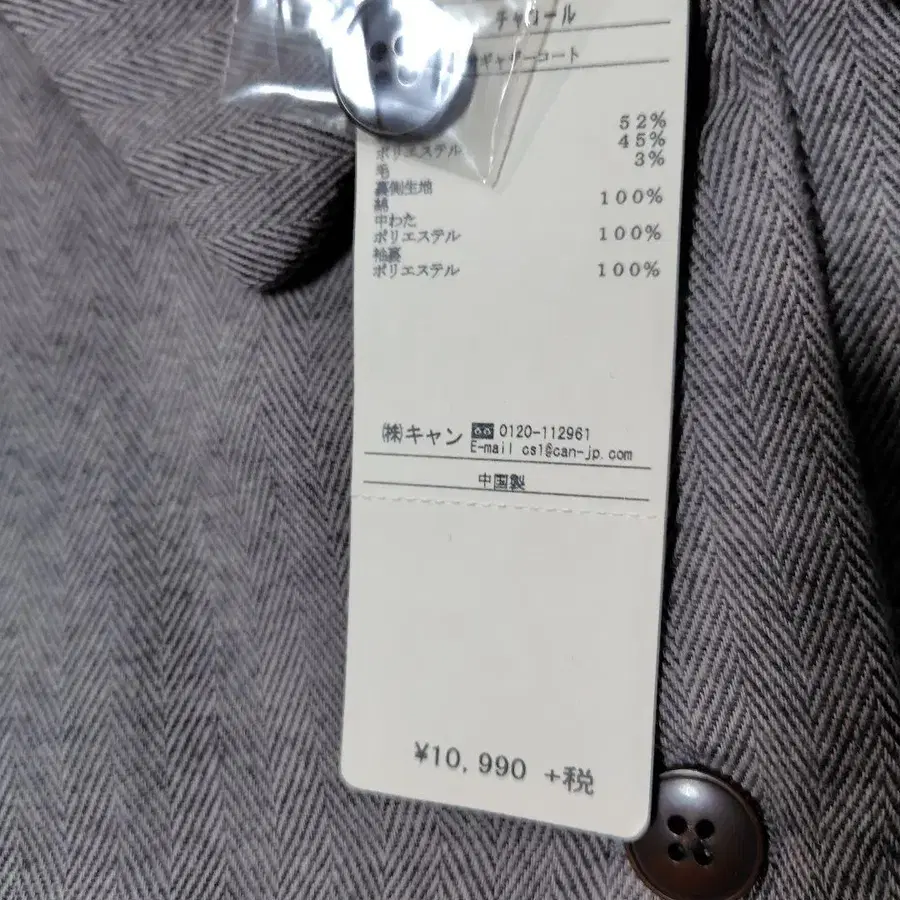 チャコール
ギャザーコート
52%
ポリエステル 45%
毛 3%
裏側生地
綿 100%
中わた
ポリエステル 100%
袖裏
ポリエステル 100%
㈱キャン 0120-112961
E-mail cs1@can-jp.com
中国製
¥10,990 +税